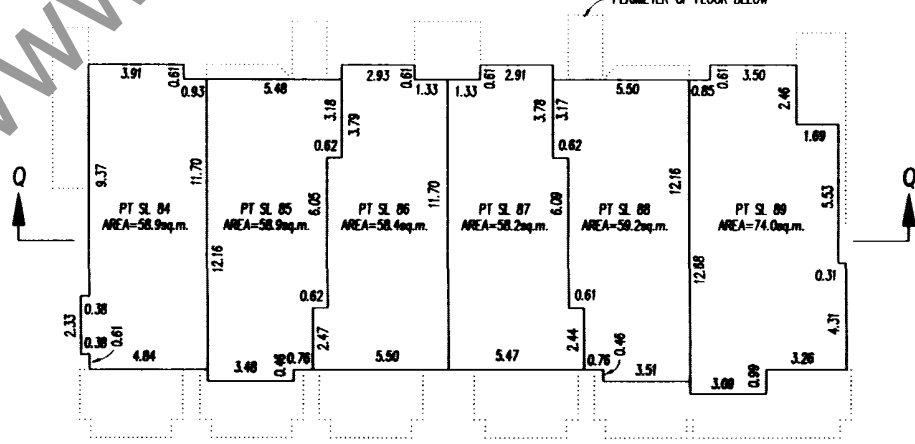 PERIMETER OF FLOOR BELOW
WWW
3.91 0.61 0.93 5.48 2.93 0.61 1.33 1.33 0.61 2.91 5.50 0.85 0.61 3.50
3.18 3.79 3.78 3.17 2.46
0.62 0.62 1.69
Q 9.37 11.70 6.05 11.70 6.09 12.16 5.53 Q
PT SL 84 PT SL 85 PT SL 86 PT SL 87 PT SL 88 PT SL 89
AREA=58.9sq.m. AREA=58.9sq.m. AREA=58.4sq.m. AREA=58.2sq.m. AREA=59.2sq.m. AREA=74.0sq.m.
12.16 12.88 0.31
0.38 0.62 0.61
2.33 0.38 0.61 2.47 2.44 0.46 4.31
4.84 3.48 0.46 0.76 5.50 5.47 0.76 3.51 3.09 0.99 3.26